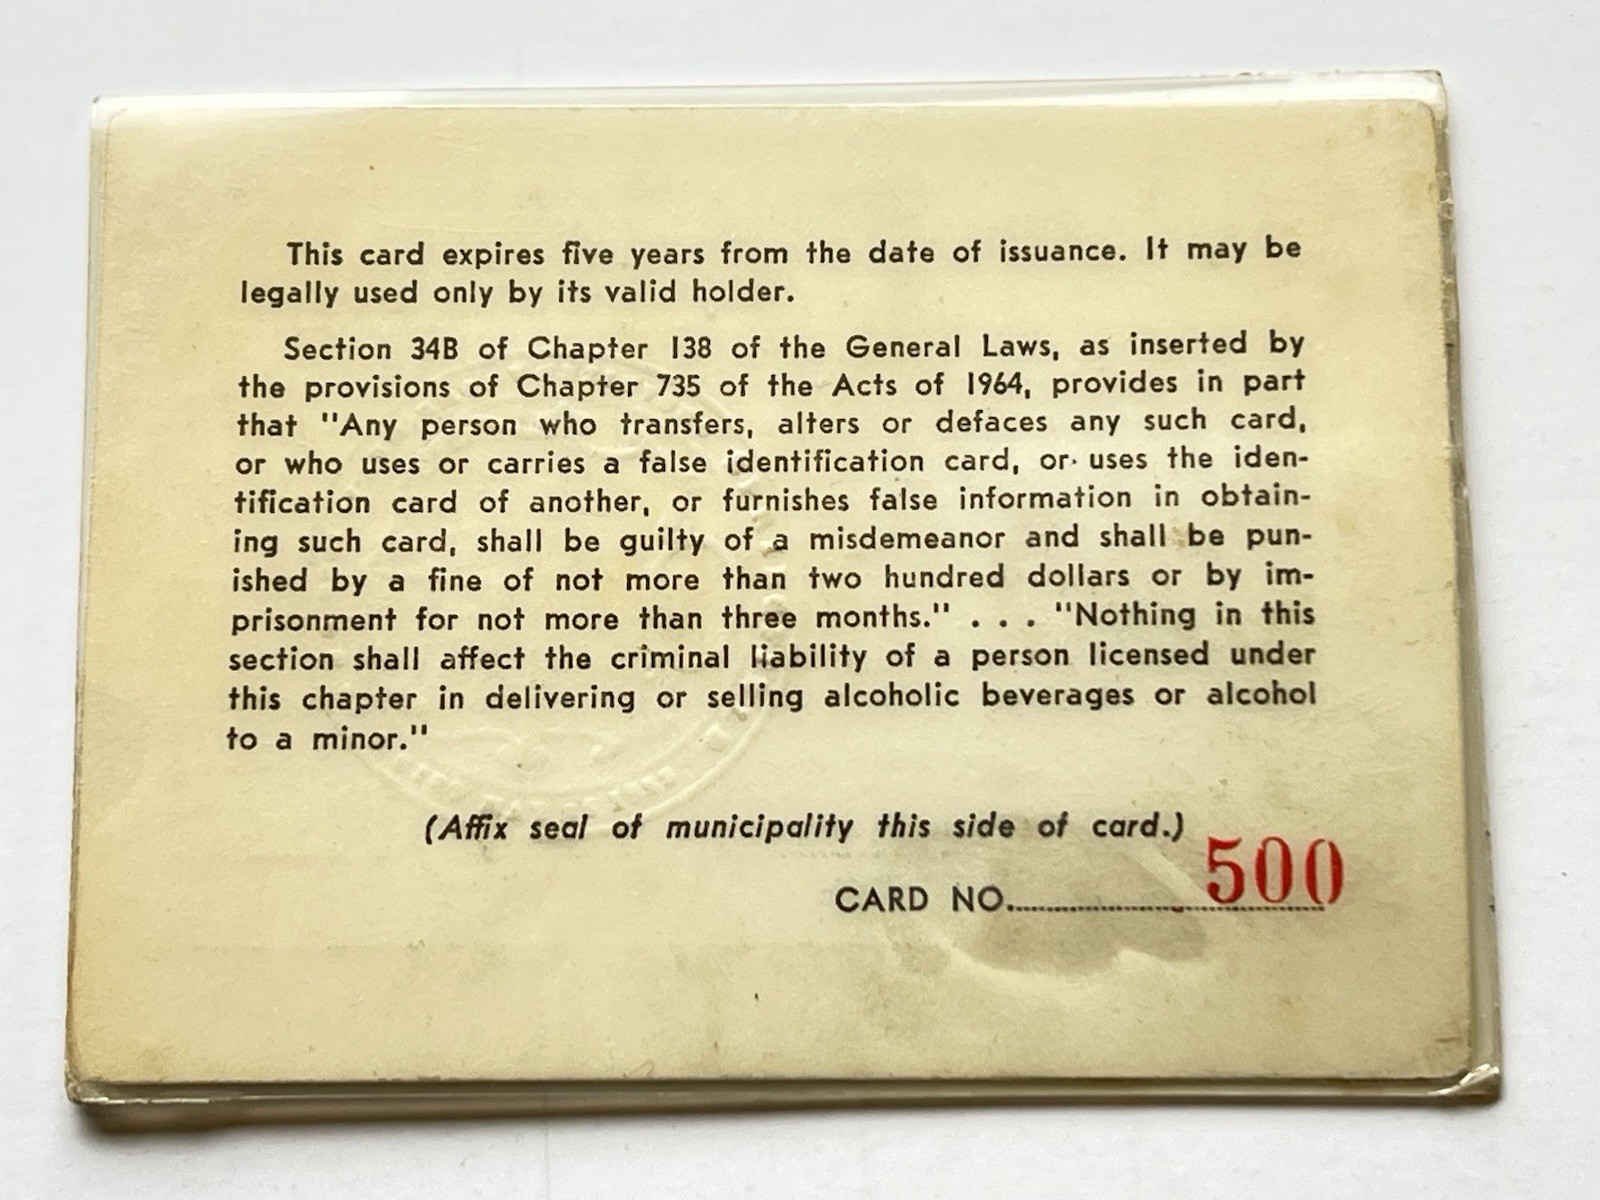 This card expires five years from the date of issuance. It may be
legally used only by its valid holder.
Section 34B of Chapter 138 of the General Laws, as inserted by
the provisions of Chapter 735 of the Acts of 1964, provides in part
that "Any person who transfers, alters or defaces any such card,
or who uses or carries a false identification card, or uses the iden-
tification card of another, or furnishes false information in obtain-
ing such card, shall be guilty of a misdemeanor and shall be pun-
ished by a fine of not more than two hundred dollars or by im-
prisonment for not more than three months." . . . "Nothing in this
section shall affect the criminal liability of a person licensed under
this chapter in delivering or selling alcoholic beverages or alcohol
to a minor."
(Affix seal of municipality this side of card.)
CARD NO. 500